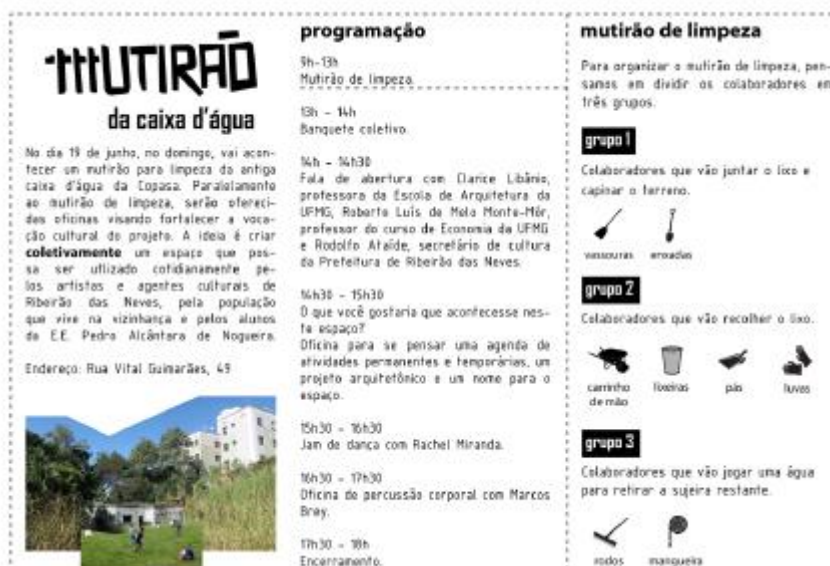 MUTIRÃO
da caixa d'água
No dia 19 de junho, no domingo, vai acon-
tecer um mutirão para limpeza da antiga
caixa d'água da Copasa. Paralelamente
ao mutirão de limpeza, serão ofereci-
das oficinas visando fortalecer a voca-
ção cultural do projeto. A ideia é criar
coletivamente um espaço que pos-
sa ser utlizado cotidianamente pe-
los artistas e agentes culturais de
Ribeirão das Neves, pela população
que vive na vizinhança e pelos alunos
da E.E. Pedro Alcântara de Nogueira.
Endereço: Rua Vital Guimarães, 49
programação
9h-13h
Mutirão de limpeza.
13h - 14h
Banquete coletivo.
14h - 14h30
Fala de abertura com Clarice Libânio,
professora da Escola de Arquitetura da
UFMG, Roberto Luís de Melo Monte-Mór,
professor do curso de Economia da UFMG
e Rodolfo Ataíde, secretário de cultura
da Prefeitura de Ribeirão das Neves.
14h30 - 15h30
O que você gostaria que acontecesse nes-
te espaço?
Oficina para se pensar uma agenda de
atividades permanentes e temporárias, um
projeto arquitetônico e um nome para o
espaço.
15h30 - 16h30
Jam de dança com Rachel Miranda.
16h30 - 17h30
Oficina de percussão corporal com Marcos
Brey.
17h30 - 18h
Encerramento.
mutirão de limpeza
Para organizar o mutirão de limpeza, pen-
samos em dividir os colaboradores em
três grupos.
grupo 1
Colaboradores que vão juntar o lixo e
capinar o terreno.
vassouras enxadas
grupo 2
Colaboradores que vão recolher o lixo.
carrinho lixeiras pás luvas
de mão
grupo 3
Colaboradores que vão jogar uma água
para retirar a sujeira restante.
rodos mangueira